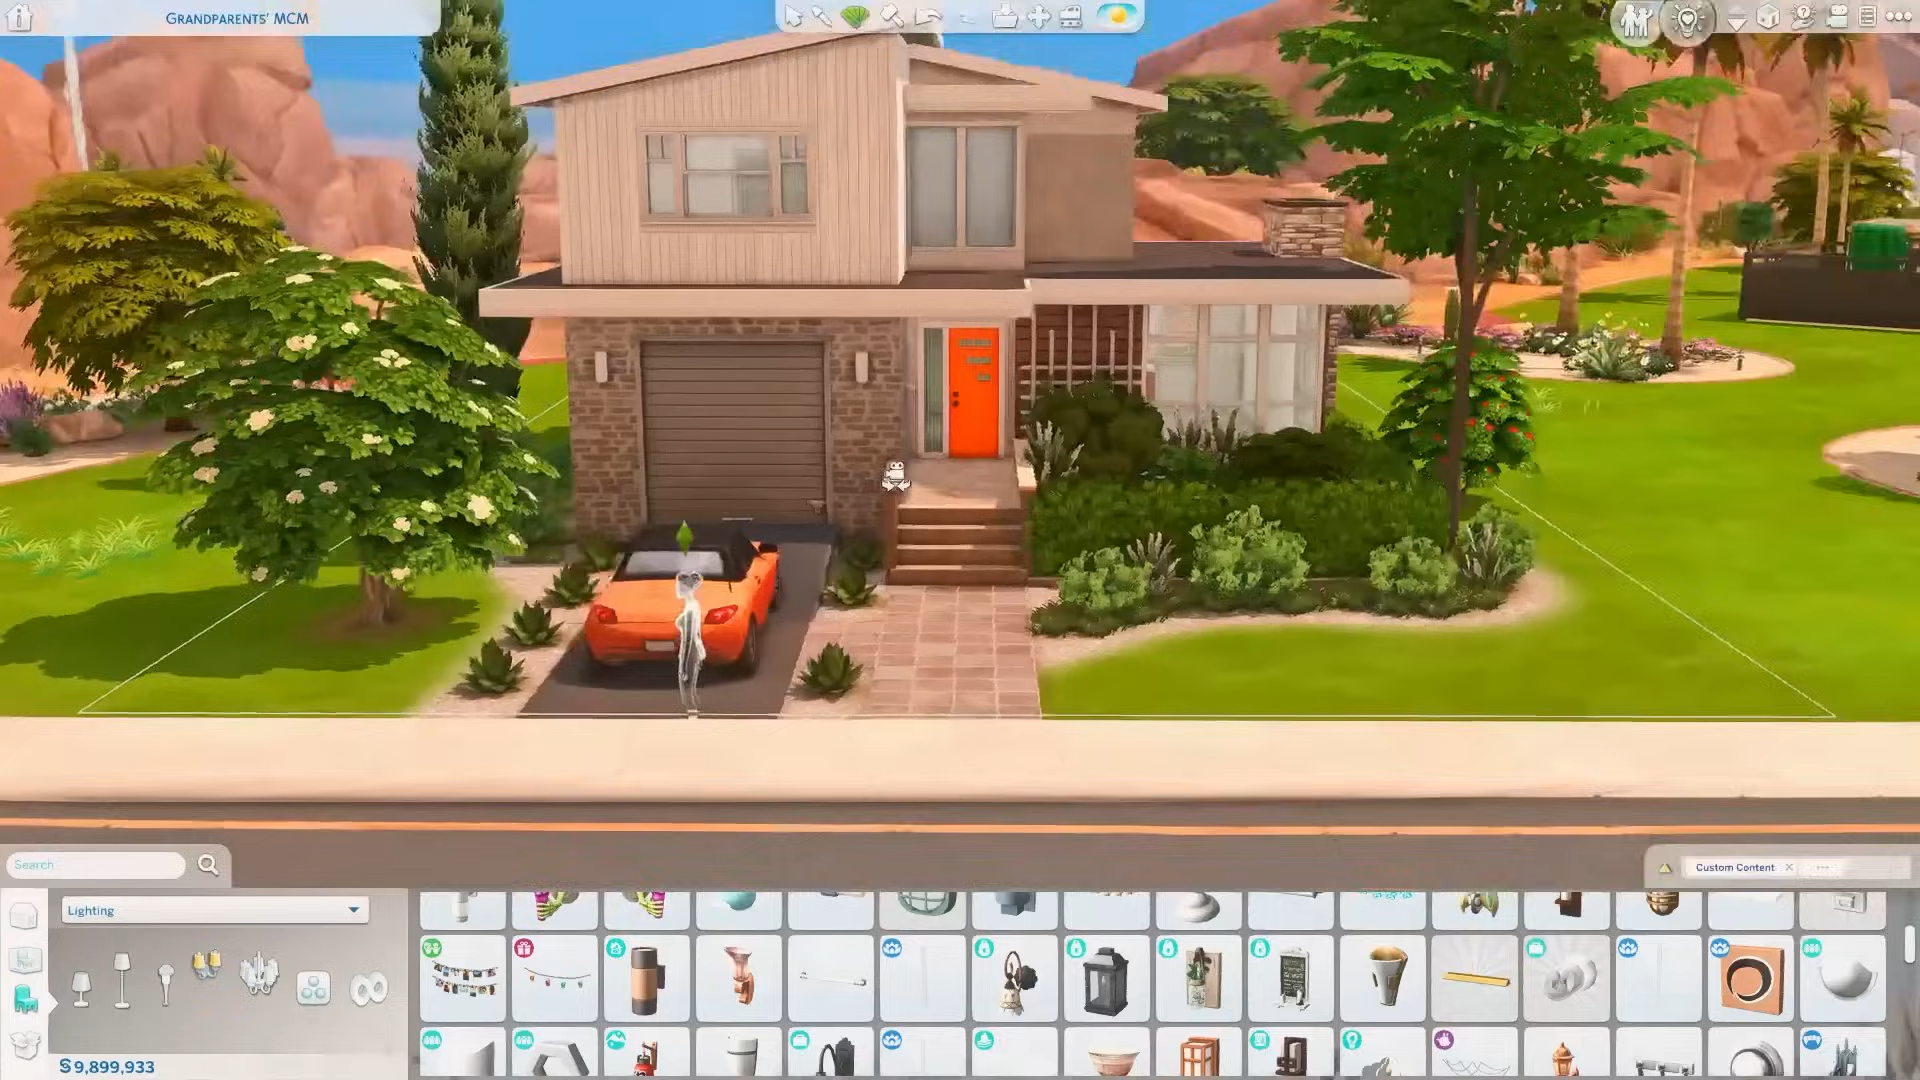 GRANDPARENTS' MCM
Search
Custom Content
Lighting
§9,899,933